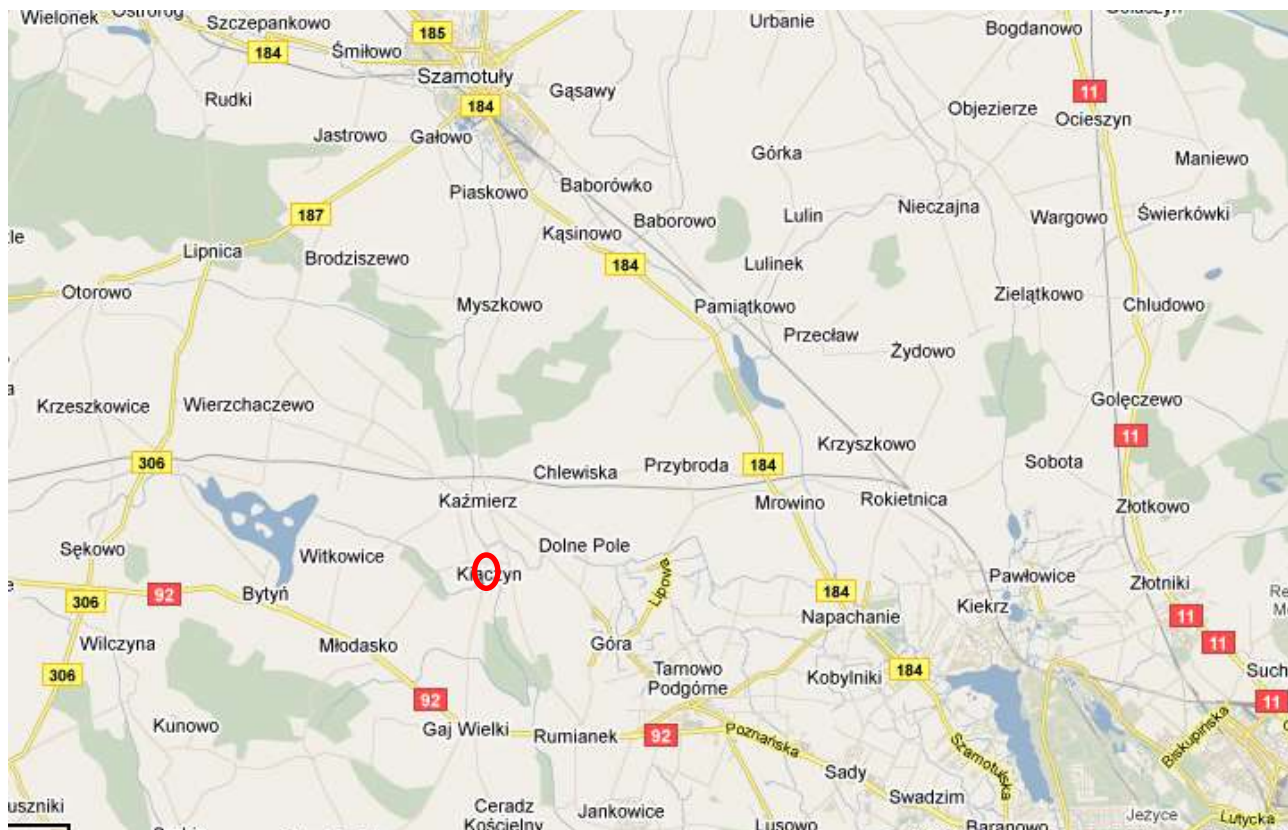 Wielonek
Szczepankowo
185
Urbanie
Bogdanowo
184
Śmiłowo
Szamotuły
Gąsawy
11
Rudki
184
Objezierze
Ocieszyn
Jastrowo
Gałowo
Górka
Maniewo
Piaskowo
Baborówko
187
Baborowo
Lulin
Nieczajna
Wargowo
Świerkówki
Kąsinowo
Lipnica
Brodziszewo
184
Lulinek
Otorowo
Myszkowo
Pamiątkowo
Zielątkowo
Chludowo
Przecław
Żydowo
Krzeszkowice
Wierzchaczewo
Golęczewo
11
Krzyszkowo
306
Chlewiska
Przybroda
184
Sobota
Kaźmierz
Mrowino
Rokietnica
Złotkowo
Sękowo
Witkowice
Dolne Pole
Kiączyn
Lipowa
Pawłowice
Złotniki
306
92
Bytyń
184
Napachanie
Kiekrz
11
Wilczyna
Młodasko
Góra
11
306
Tarnowo
Podgórne
Kobylniki
184
Such
92
11
Kunowo
Gaj Wielki
Rumianek
92
Poznańska
Szamotulska
Biskupińska
Sady
Swadzim
uszniki
Ceradz
Kościelny
Jankowice
Lusowo
Baranowo
Jeżyce
Lutycka